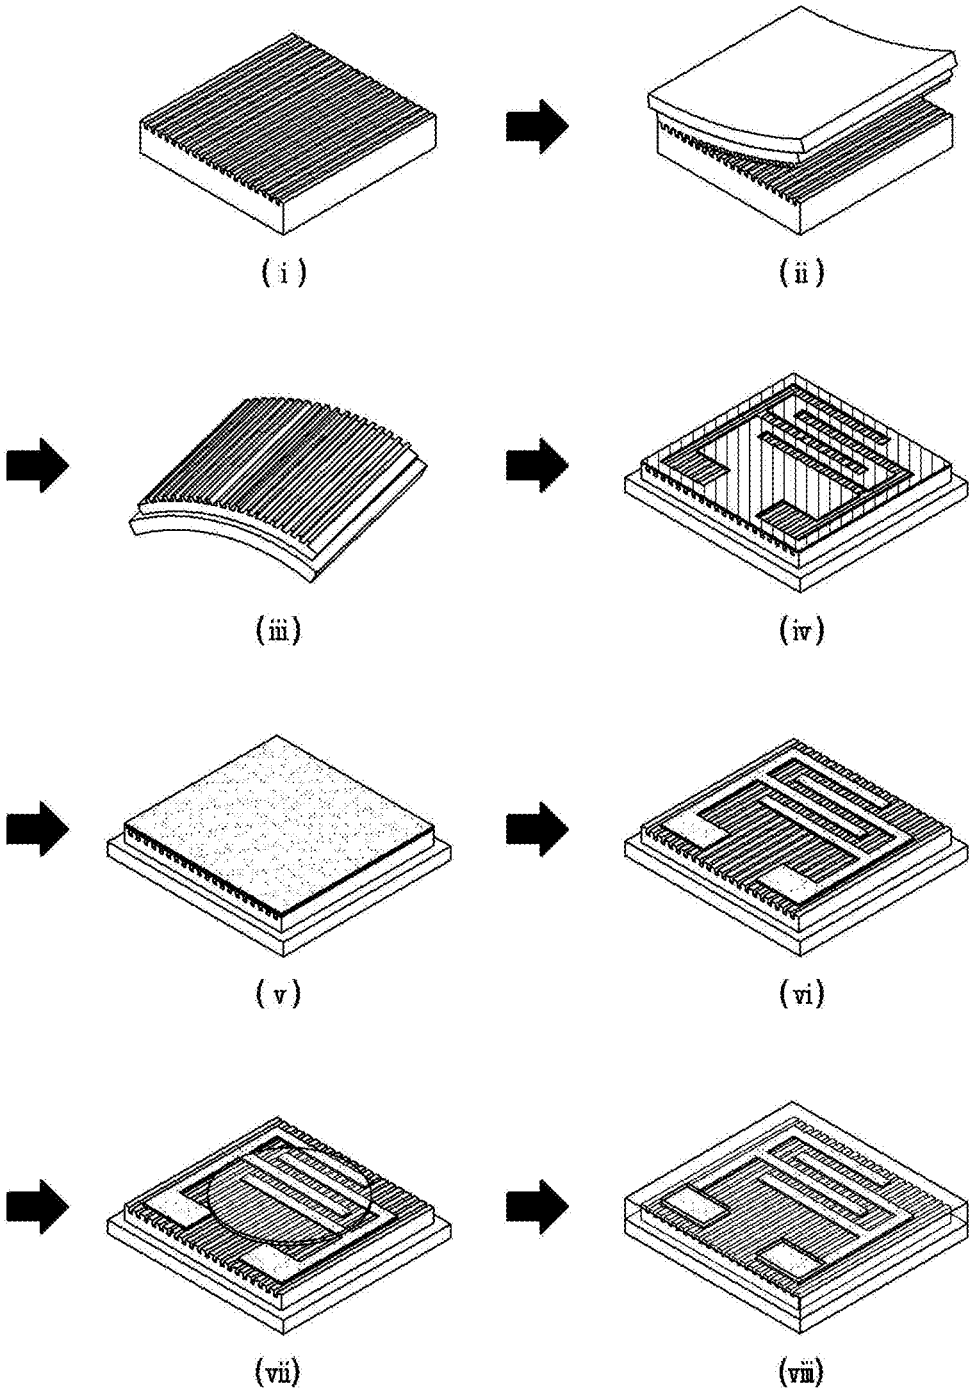 ( i )
( ii )
( iii )
( iv )
( v )
( vi )
( vii )
( viii )